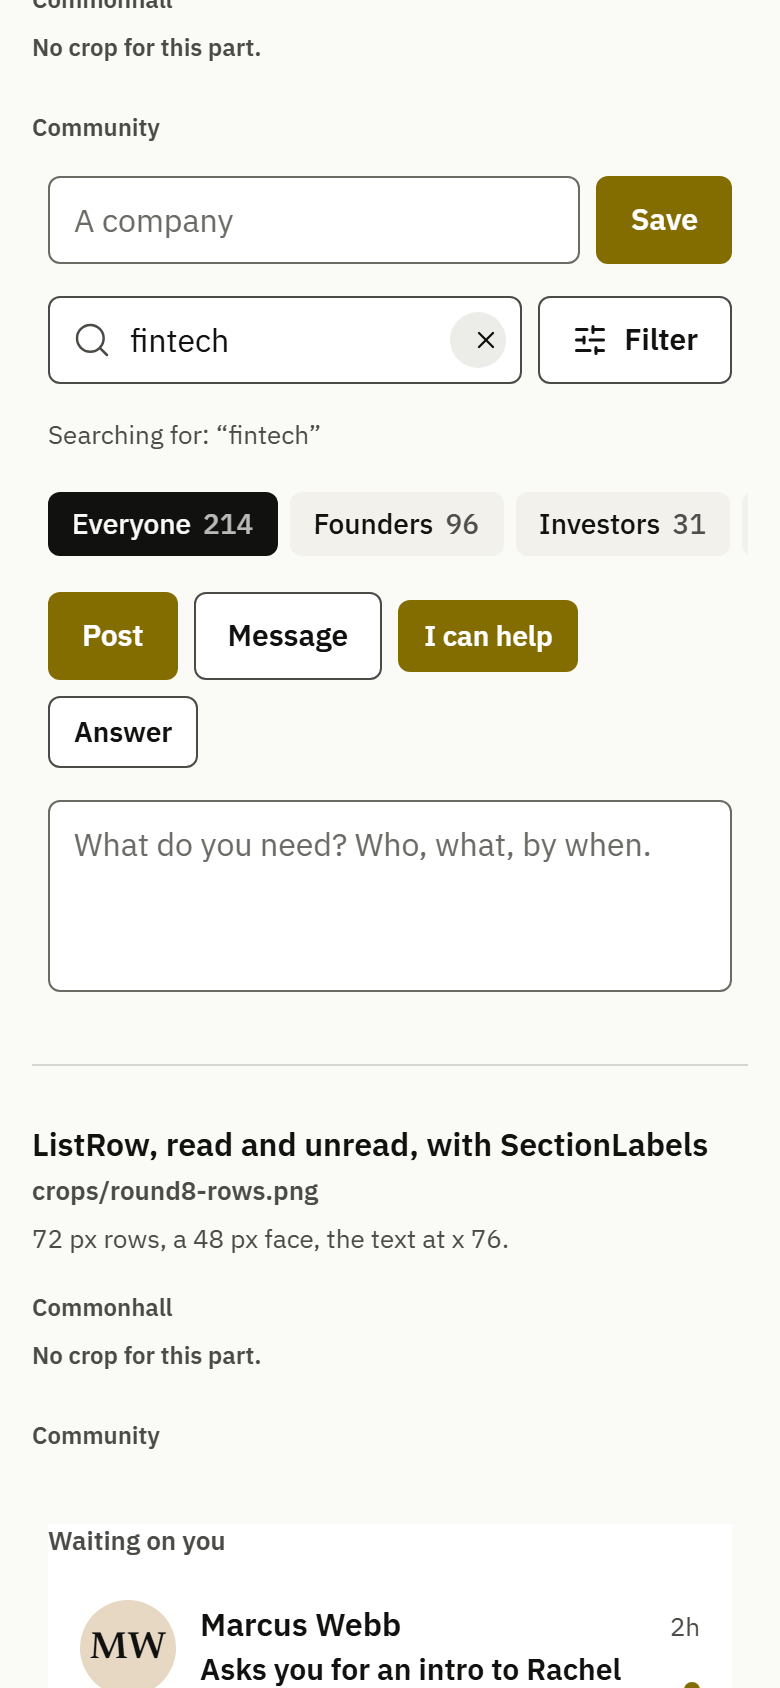 Commonhall
No crop for this part.
Community
A company
Save
fintech
Filter
Searching for: “fintech”
Everyone 214
Founders 96
Investors 31
Post
Message
I can help
Answer
What do you need? Who, what, by when.
ListRow, read and unread, with SectionLabels
crops/round8-rows.png
72 px rows, a 48 px face, the text at x 76.
Commonhall
No crop for this part.
Community
Waiting on you
MW
Marcus Webb
2h
Asks you for an intro to Rachel